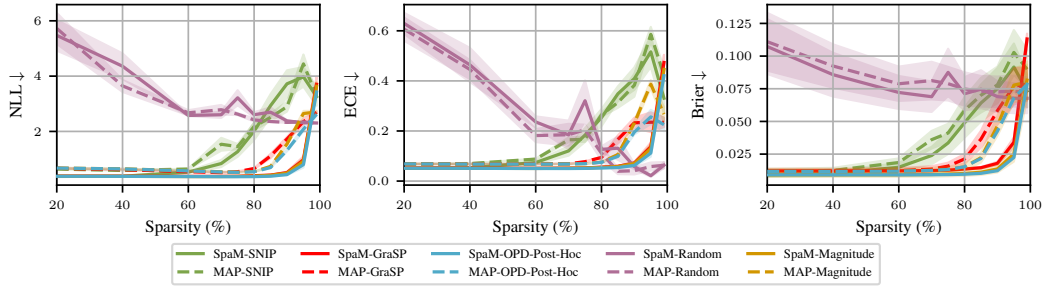 NLL ↓
6
4
2
20
40
60
80
100
Sparsity (%)
ECE ↓
0.6
0.4
0.2
0.0
20
40
60
80
100
Sparsity (%)
Brier ↓
0.125
0.100
0.075
0.050
0.025
20
40
60
80
100
Sparsity (%)
SpaM-SNIP
MAP-SNIP
SpaM-GraSP
MAP-GraSP
SpaM-OPD-Post-Hoc
MAP-OPD-Post-Hoc
SpaM-Random
MAP-Random
SpaM-Magnitude
MAP-Magnitude